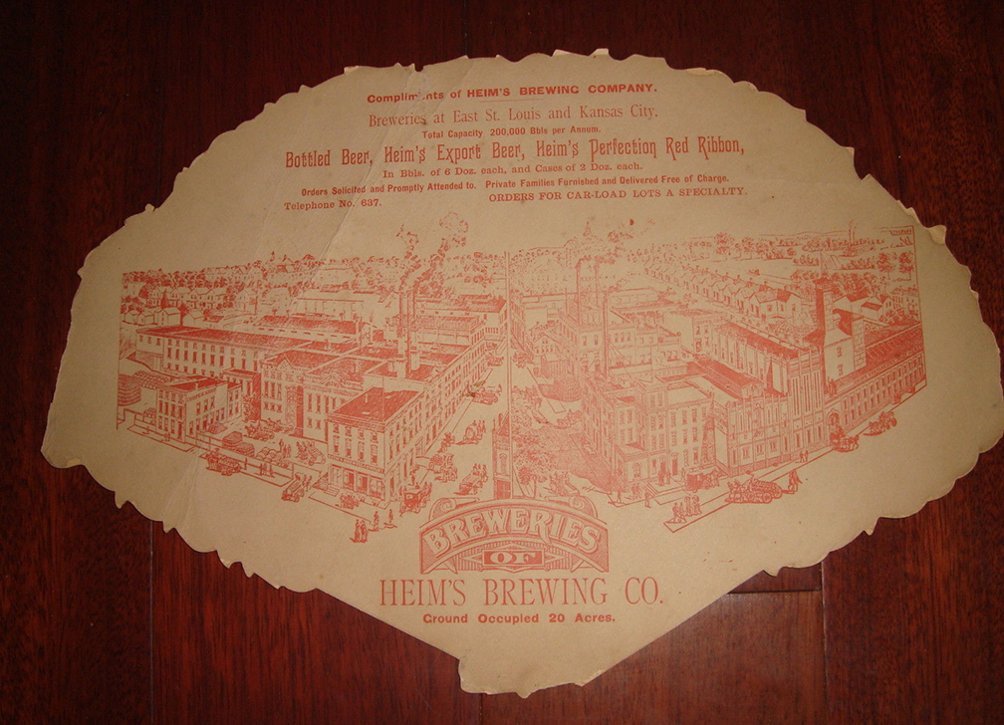 Compliments of HEIM'S BREWING COMPANY.
Breweries at East St. Louis and Kansas City.
Total Capacity 200,000 Bbls per Annum.
Bottled Beer, Heim's Export Beer, Heim's Perfection Red Ribbon,
In Bbls. of 6 Doz. each, and Cases of 2 Doz. each.
Orders Solicited and Promptly Attended to. Private Families Furnished and Delivered Free of Charge.
Telephone No. 637. ORDERS FOR CAR-LOAD LOTS A SPECIALTY.
BREWERIES
OF
HEIM'S BREWING CO.
Ground Occupied 20 Acres.